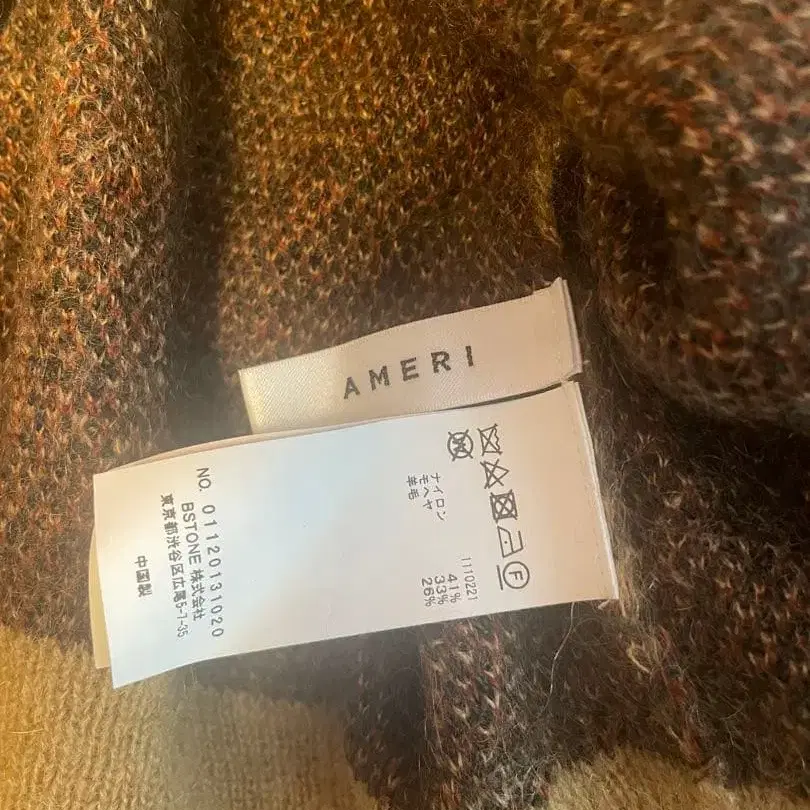 AMERI
F
W
1110221
ナイロン 41%
モヘヤ 33%
羊毛 26%
NO. 01120131020
BSTONE 株式会社
東京都渋谷区広尾5-7-35
中国製